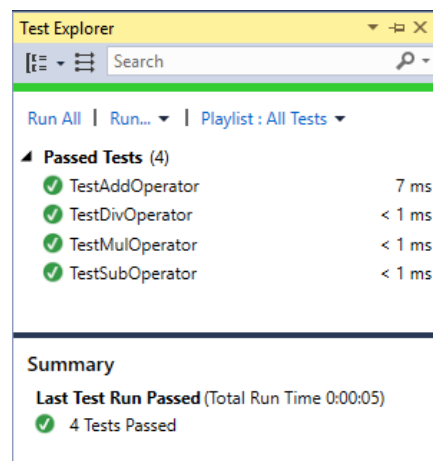 Test Explorer
Search
Run All | Run... | Playlist : All Tests
Passed Tests (4)
TestAddOperator 7 ms
TestDivOperator < 1 ms
TestMulOperator < 1 ms
TestSubOperator < 1 ms
Summary
Last Test Run Passed (Total Run Time 0:00:05)
4 Tests Passed